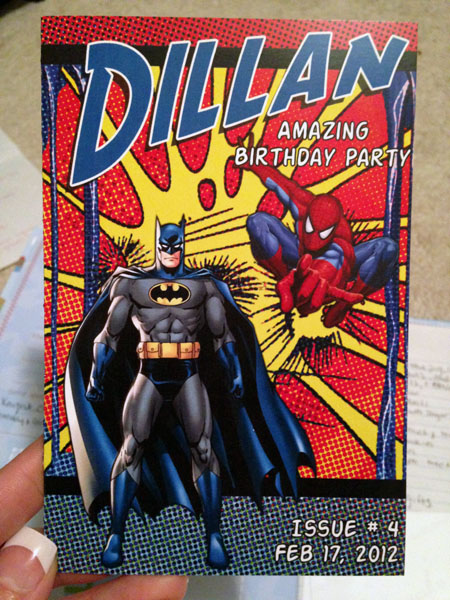 DILLAN
AMAZING
BIRTHDAY PARTY
ISSUE # 4
FEB 17, 2012